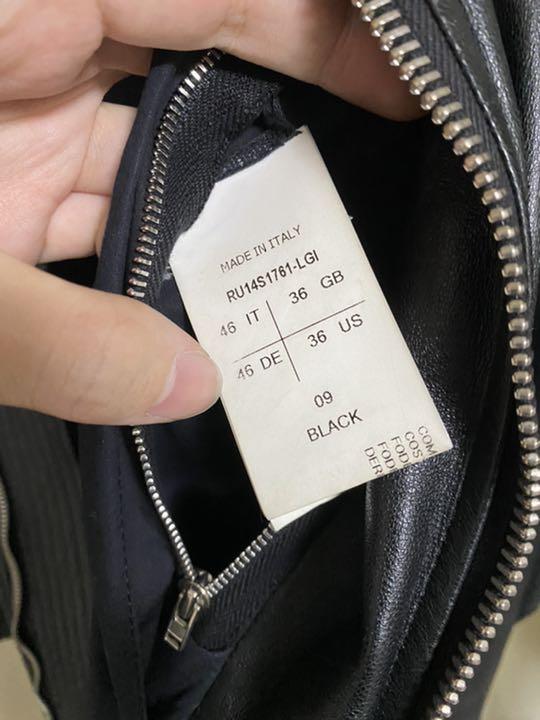 MADE IN ITALY
RU14S1761-LGI
46 IT 36 GB
46 DE 36 US
09
BLACK
COM
COS
FOD
FOD
DER